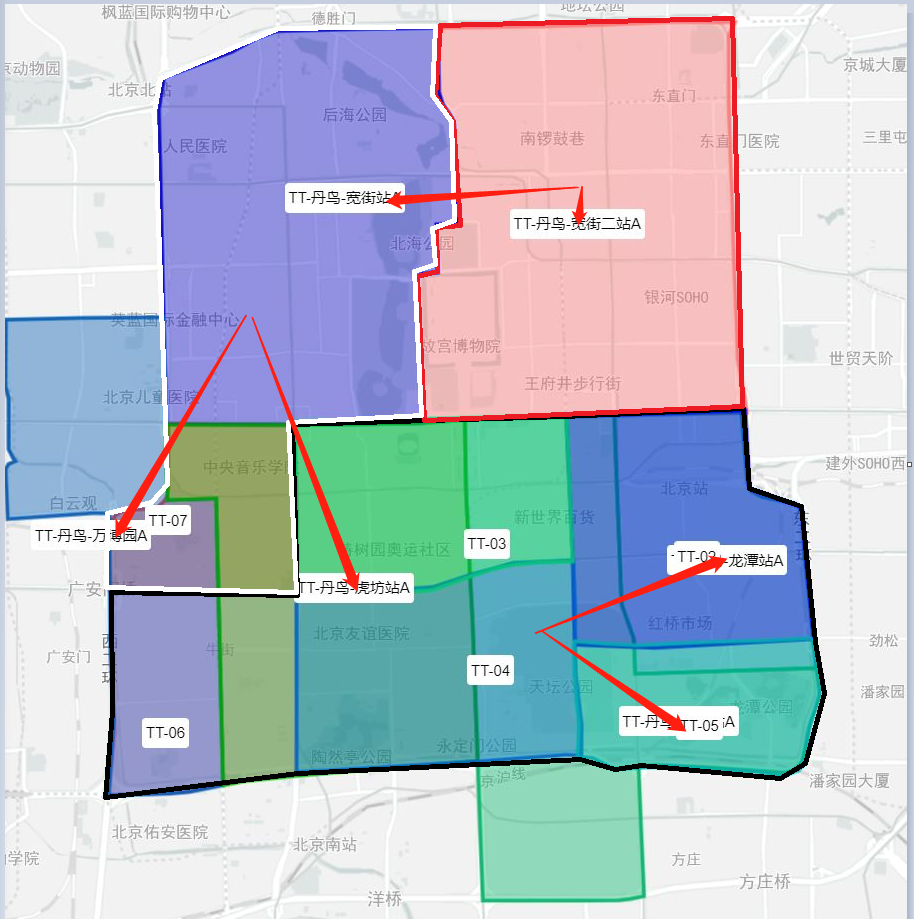 枫蓝国际购物中心
德胜门
地坛公园
京动物园
北京北站
后海公园
东直门
京城大厦
人民医院
南锣鼓巷
东直门医院
三里屯
TT-丹鸟-宽街站A
TT-丹鸟-宽街二站A
北海公园
银河SOHO
英蓝国际金融中心
故宫博物院
世贸天阶
北京儿童医院
王府井步行街
中央音乐学院
建外SOHO西
白云观
北京站
TT-07
新世界百货
东二环
TT-丹鸟-万博园A
TT-03
椿树园奥运社区
TT-02
龙潭站A
广安门桥
TT-丹鸟-虎坊站A
北京友谊医院
红桥市场
西二环
牛街
劲松
广安门
TT-04
天坛公园
潘家园
龙潭公园
TT-06
TT-丹鸟
TT-05
A
陶然亭公园
永定门公园
京沪线
潘家园大厦
北京佑安医院
北京南站
学院
方庄
洋桥
方庄桥